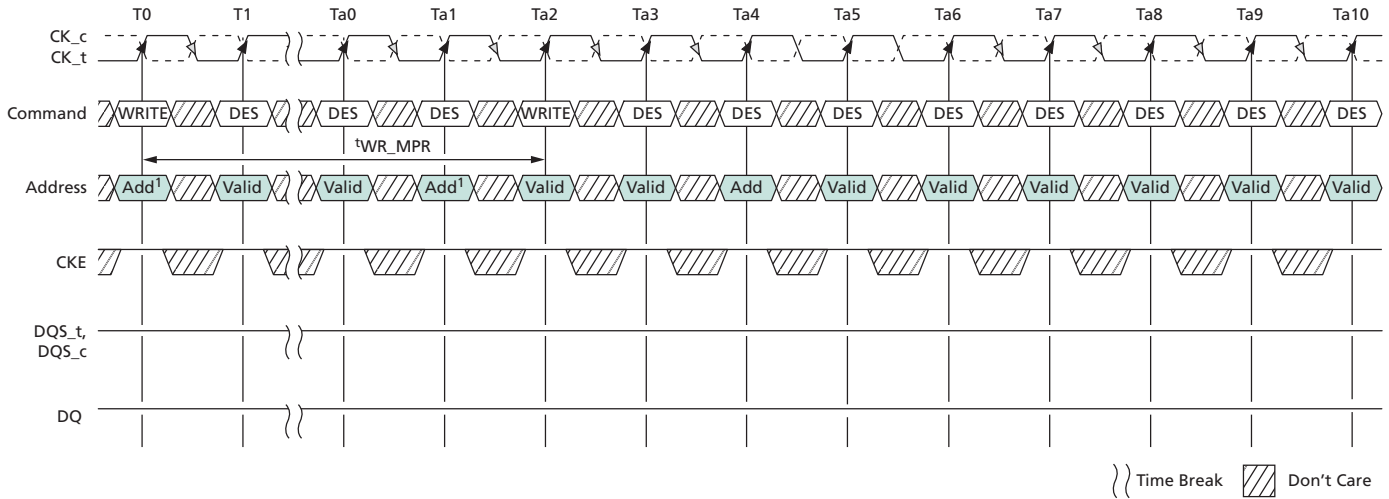 T0 T1 Ta0 Ta1 Ta2 Ta3 Ta4 Ta5 Ta6 Ta7 Ta8 Ta9 Ta10
CK_c
CK_t
Command WRITE DES DES DES WRITE DES DES DES DES DES DES DES DES
tWR_MPR
Address Add1 Valid Valid Add1 Valid Valid Add Valid Valid Valid Valid Valid Valid
CKE
DQS_t,
DQS_c
DQ
Time Break Don't Care